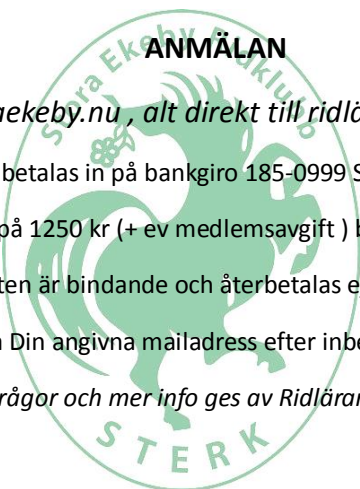 ANMÄLAN
Stora Ekeby Ridklubb
aekeby.nu , alt direkt till ridlä
betalas in på bankgiro 185-0999 S
på 1250 kr (+ ev medlemsavgift ) b
ten är bindande och återbetalas e
Din angivna mailadress efter inbe
rågor och mer info ges av Ridlärar
STERK